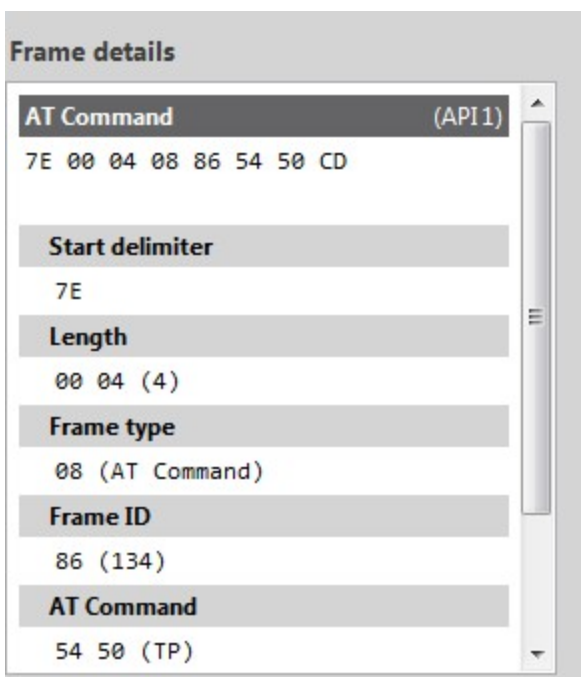 Frame details
AT Command (API 1)
7E 00 04 08 86 54 50 CD
Start delimiter
7E
Length
00 04 (4)
Frame type
08 (AT Command)
Frame ID
86 (134)
AT Command
54 50 (TP)